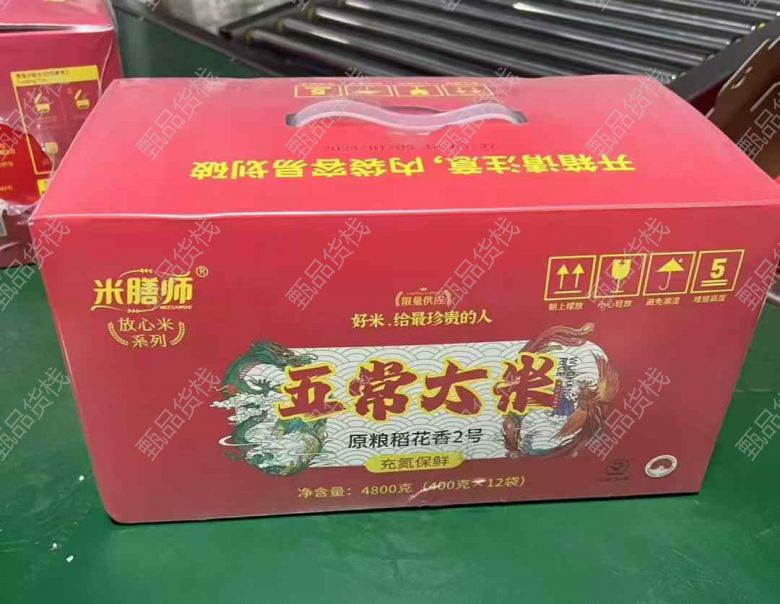 开箱请注意，内袋容易划破
米膳师®
MEESANSHE
放心米
系列
限量供应
好米，给最珍贵的人
朝上摆放
小心轻放
避免潮湿
5
堆放高度
五常大米
原粮稻花香2号
充氮保鲜
净含量：4800克（400克×12袋）
甄品货栈